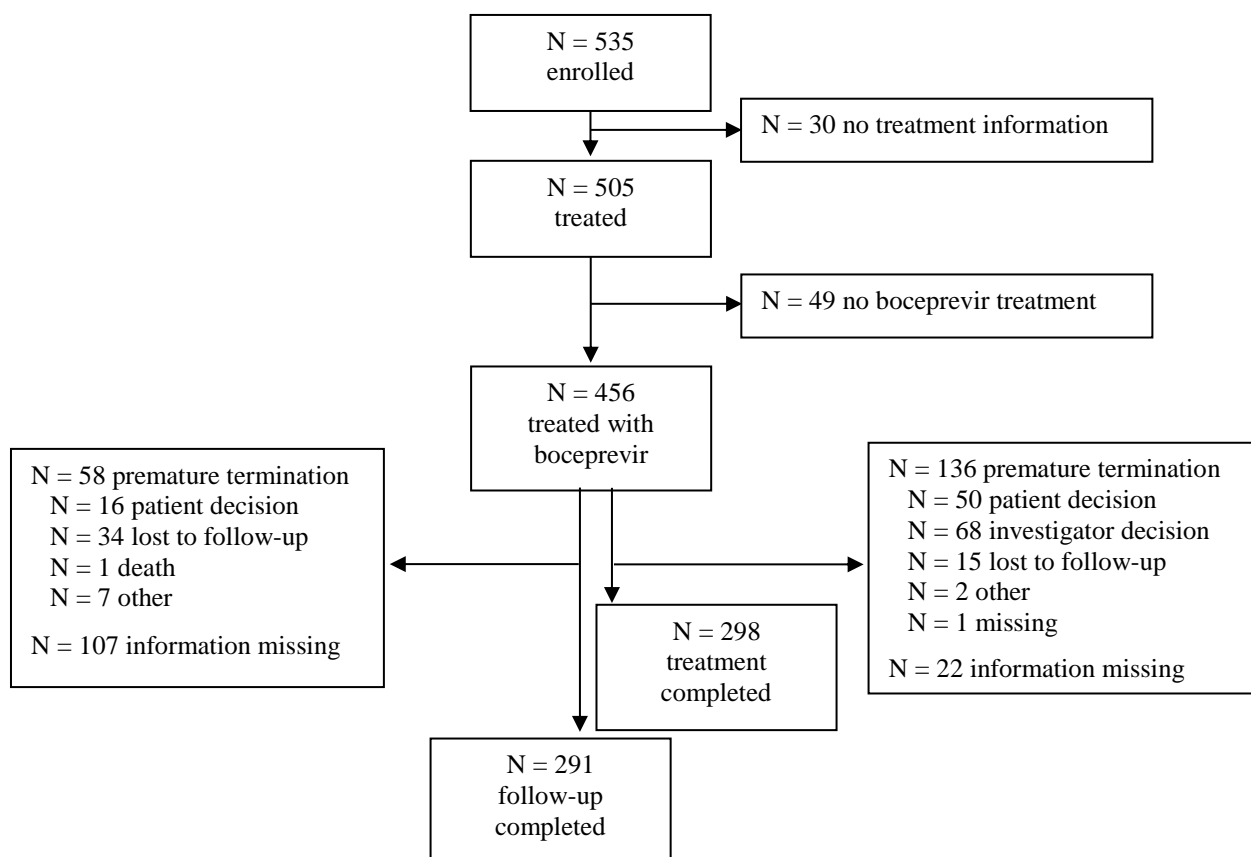 N = 535
enrolled
N = 30 no treatment information
N = 505
treated
N = 49 no boceprevir treatment
N = 456
treated with
boceprevir
N = 58 premature termination
N = 16 patient decision
N = 34 lost to follow-up
N = 1 death
N = 7 other
N = 107 information missing
N = 136 premature termination
N = 50 patient decision
N = 68 investigator decision
N = 15 lost to follow-up
N = 2 other
N = 1 missing
N = 22 information missing
N = 298
treatment
completed
N = 291
follow-up
completed